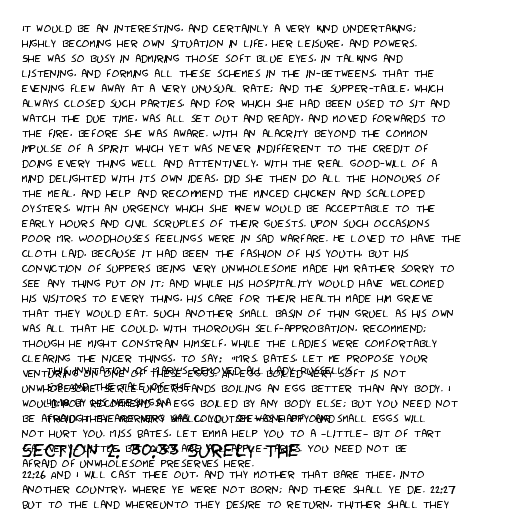 IT WOULD BE AN INTERESTING, AND CERTAINLY A VERY KIND UNDERTAKING;
HIGHLY BECOMING HER OWN SITUATION IN LIFE, HER LEISURE, AND POWERS.
SHE WAS SO BUSY IN ADMIRING THOSE SOFT BLUE EYES, IN TALKING AND
LISTENING, AND FORMING ALL THESE SCHEMES IN THE IN-BETWEENS, THAT THE
EVENING FLEW AWAY AT A VERY UNUSUAL RATE; AND THE SUPPER-TABLE, WHICH
ALWAYS CLOSED SUCH PARTIES, AND FOR WHICH SHE HAD BEEN USED TO SIT AND
WATCH THE DUE TIME, WAS ALL SET OUT AND READY, AND MOVED FORWARDS TO
THE FIRE, BEFORE SHE WAS AWARE. WITH AN ALACRITY BEYOND THE COMMON
IMPULSE OF A SPIRIT WHICH YET WAS NEVER INDIFFERENT TO THE CREDIT OF
DOING EVERY THING WELL AND ATTENTIVELY, WITH THE REAL GOOD-WILL OF A
MIND DELIGHTED WITH ITS OWN IDEAS, DID SHE THEN DO ALL THE HONOURS OF
THE MEAL, AND HELP AND RECOMMEND THE MINCED CHICKEN AND SCALLOPED
OYSTERS, WITH AN URGENCY WHICH SHE KNEW WOULD BE ACCEPTABLE TO THE
EARLY HOURS AND CIVIL SCRUPLES OF THEIR GUESTS. UPON SUCH OCCASIONS
POOR MR. WOODHOUSES FEELINGS WERE IN SAD WARFARE. HE LOVED TO HAVE THE
CLOTH LAID, BECAUSE IT HAD BEEN THE FASHION OF HIS YOUTH, BUT HIS
CONVICTION OF SUPPERS BEING VERY UNWHOLESOME MADE HIM RATHER SORRY TO
SEE ANY THING PUT ON IT; AND WHILE HIS HOSPITALITY WOULD HAVE WELCOMED
HIS VISITORS TO EVERY THING, HIS CARE FOR THEIR HEALTH MADE HIM GRIEVE
THAT THEY WOULD EAT. SUCH ANOTHER SMALL BASIN OF THIN GRUEL AS HIS OWN
WAS ALL THAT HE COULD, WITH THOROUGH SELF-APPROBATION, RECOMMEND;
THOUGH HE MIGHT CONSTRAIN HIMSELF, WHILE THE LADIES WERE COMFORTABLY
CLEARING THE NICER THINGS, TO SAY: "MRS. BATES, LET ME PROPOSE YOUR
VENTURING ON ONE OF THESE EGGS. AN EGG BOILED VERY SOFT IS NOT
UNWHOLESOME. SERLE UNDERSTANDS BOILING AN EGG BETTER THAN ANY BODY. I
WOULD NOT RECOMMEND AN EGG BOILED BY ANY BODY ELSE; BUT YOU NEED NOT
BE AFRAID, THEY ARE VERY SMALL, YOU SEE--ONE OF OUR SMALL EGGS WILL
NOT HURT YOU. MISS BATES, LET EMMA HELP YOU TO A -LITTLE- BIT OF TART
SECTION 2. 30:33 SURELY THE
YOU NEED NOT BE
AFRAID OF UNWHOLESOME PRESERVES HERE.
22:26 AND I WILL CAST THEE OUT, AND THY MOTHER THAT BARE THEE, INTO
ANOTHER COUNTRY, WHERE YE WERE NOT BORN; AND THERE SHALL YE DIE. 22:27
BUT TO THE LAND WHEREUNTO THEY DESIRE TO RETURN, THITHER SHALL THEY